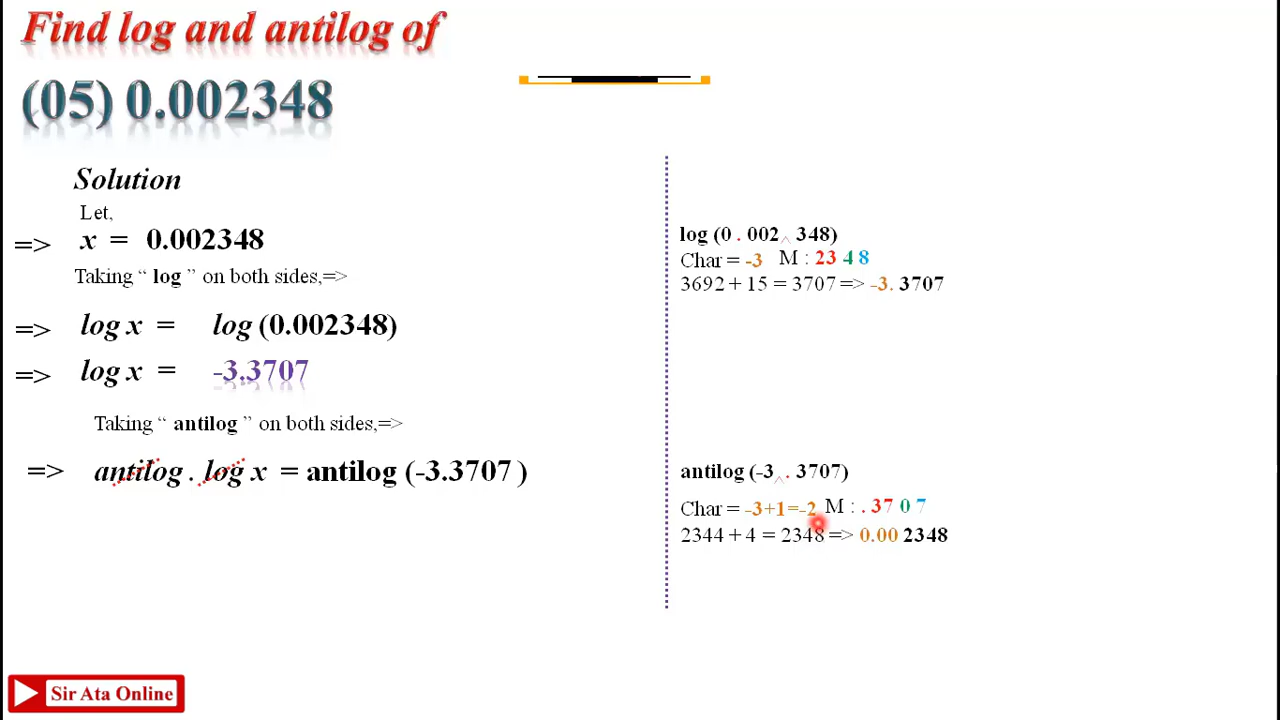 Find log and antilog of
(05) 0.002348
Solution
Let,
=> x = 0.002348
Taking “ log ” on both sides,=>
=> log x = log (0.002348)
=> log x = -3.3707
Taking “ antilog ” on both sides,=>
=> antilog . log x = antilog (-3.3707 )
log (0 . 002^ 348)
Char = -3 M : 23 4 8
3692 + 15 = 3707 => -3. 3707
antilog (-3^ . 3707)
Char = -3+1=-2 M : . 37 0 7
2344 + 4 = 2348 => 0.00 2348
Sir Ata Online